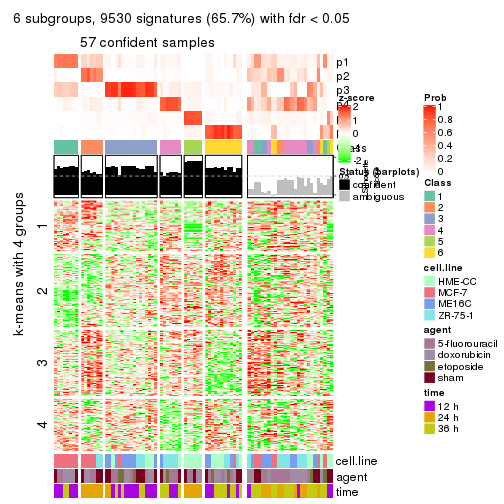 6 subgroups, 9530 signatures (65.7%) with fdr < 0.05
57 confident samples
p1
p2
p3
z-score
2
1
0
-1
-2
Prob
1
0.8
0.6
0.4
0.2
0
Status (barplots)
confident
ambiguous
Class
1
2
3
4
5
6
k-means with 4 groups
1
2
3
4
cell.line
HME-CC
MCF-7
ME16C
ZR-75-1
agent
5-fluorouracil
doxorubicin
etoposide
sham
time
12 h
24 h
36 h
cell.line
agent
time